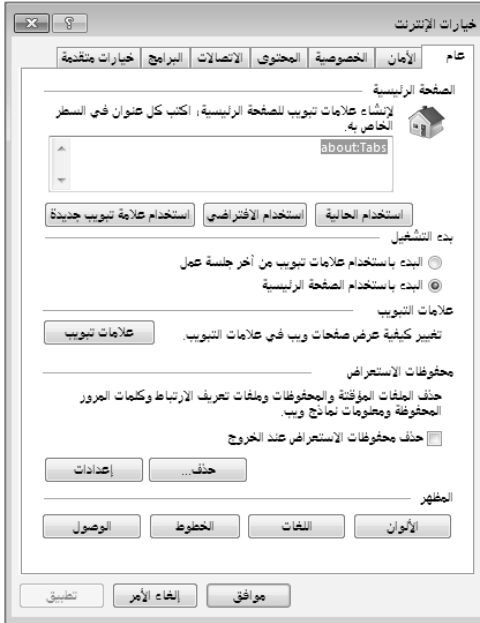 خيارات الإنترنت
عام الأمان الخصوصية المحتوى الاتصالات البرامج خيارات متقدمة
الصفحة الرئيسية
لإنشاء علامات تبويب للصفحة الرئيسية، اكتب كل عنوان في السطر
الخاص به.
about:Tabs
استخدام الحالية استخدام الافتراضي استخدام علامة تبويب جديدة
بدء التشغيل
البدء باستخدام علامات تبويب من آخر جلسة عمل
البدء باستخدام الصفحة الرئيسية
علامات التبويب
تغيير كيفية عرض صفحات ويب في علامات التبويب. علامات تبويب
محفوظات الاستعراض
حذف الملفات المؤقتة والمحفوظات وملفات تعريف الارتباط وكلمات المرور
المحفوظة ومعلومات نماذج ويب.
حذف محفوظات الاستعراض عند الخروج
حذف... إعدادات
المظهر
الألوان اللغات الخطوط الوصول
موافق إلغاء الأمر تطبيق